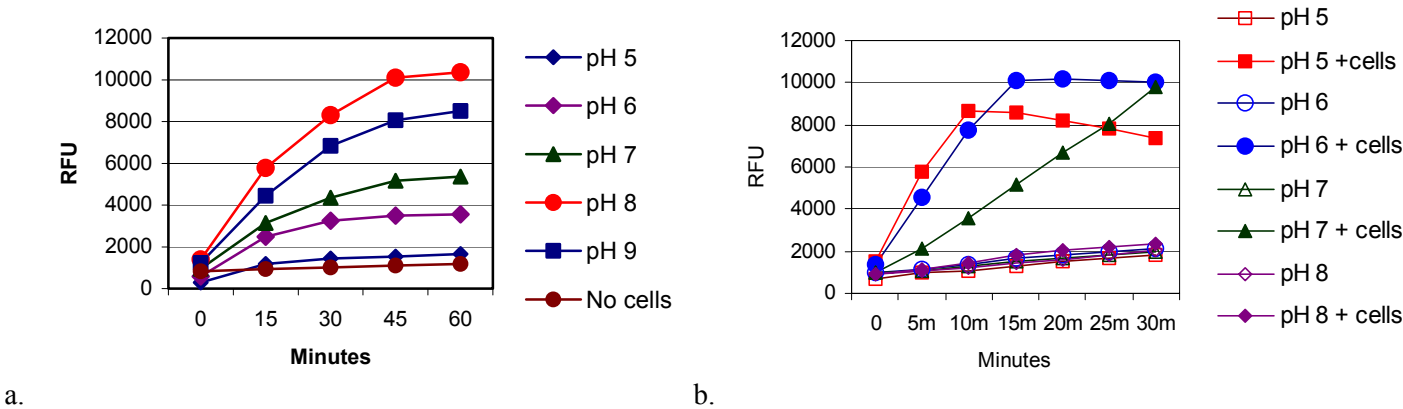 12000
10000
8000
6000
4000
2000
0
RFU
0 15 30 45 60
Minutes
pH 5
pH 6
pH 7
pH 8
pH 9
No cells
a.
12000
10000
8000
6000
4000
2000
0
RFU
0 5m 10m 15m 20m 25m 30m
Minutes
pH 5
pH 5 +cells
pH 6
pH 6 + cells
pH 7
pH 7 + cells
pH 8
pH 8 + cells
b.